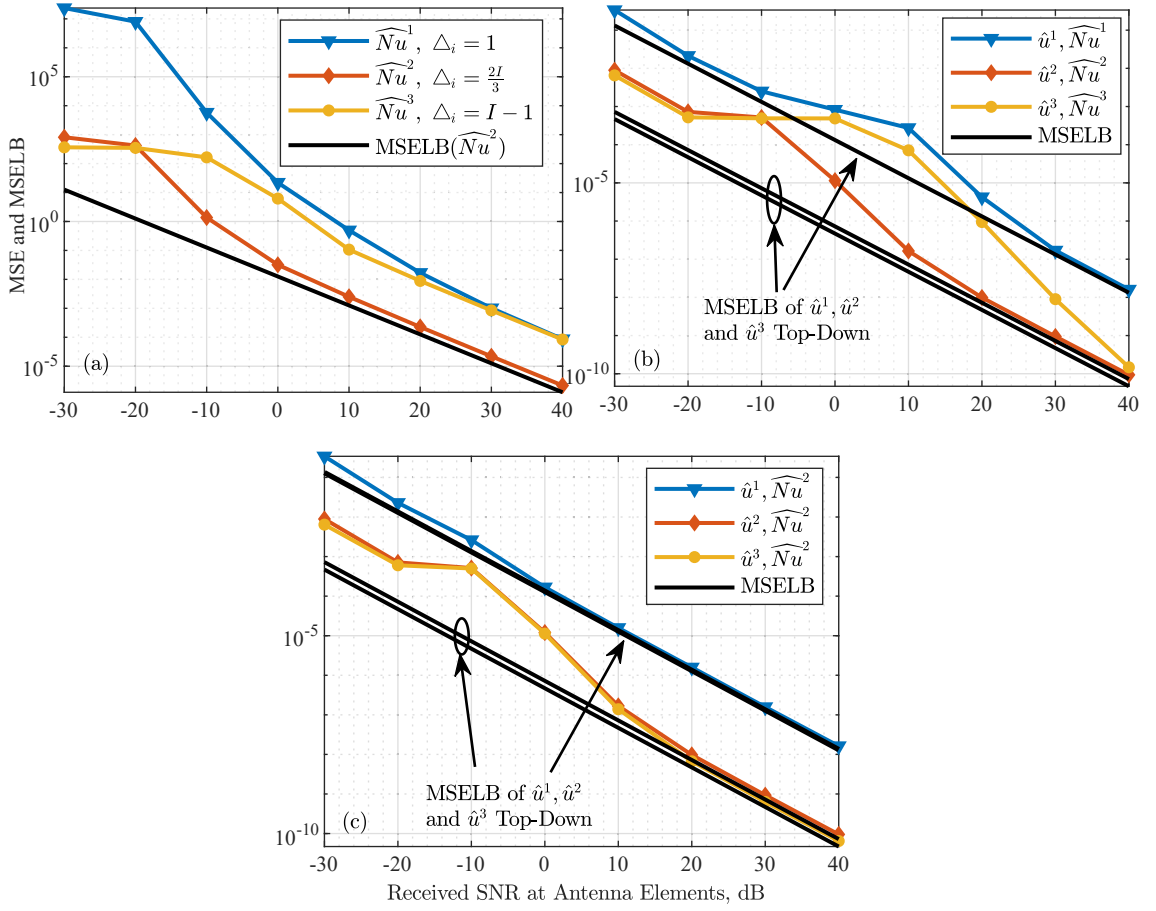 MSE and MSELB
10^5
10^0
10^-5
-30 -20 -10 0 10 20 30 40
\widehat{Nu}^1, △_i = 1
\widehat{Nu}^2, △_i = \frac{2I}{3}
\widehat{Nu}^3, △_i = I − 1
MSELB(\widehat{Nu}^2)
(a)
10^-5
10^-10
-30 -20 -10 0 10 20 30 40
û^1, \widehat{Nu}^1
û^2, \widehat{Nu}^2
û^3, \widehat{Nu}^3
MSELB
MSELB of û^1, û^2
and û^3 Top-Down
(b)
10^-5
10^-10
-30 -20 -10 0 10 20 30 40
û^1, \widehat{Nu}^2
û^2, \widehat{Nu}^2
û^3, \widehat{Nu}^2
MSELB
MSELB of û^1, û^2
and û^3 Top-Down
(c)
Received SNR at Antenna Elements, dB